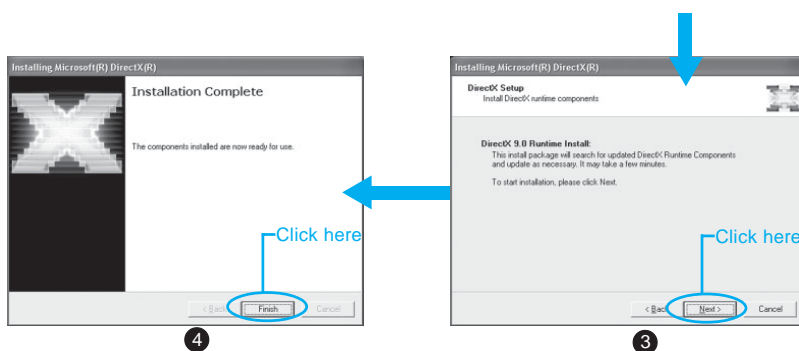 Installing Microsoft(R) DirectX(R)
Installation Complete
The components installed are now ready for use.
Click here
< Back
Finish
Cancel
4
Installing Microsoft(R) DirectX(R)
DirectX Setup
Install DirectX runtime components
DirectX 9.0 Runtime Install:
This install package will search for updated DirectX Runtime Components
and update as necessary. It may take a few minutes.
To start installation, please click Next.
Click here
< Back
Next >
Cancel
3